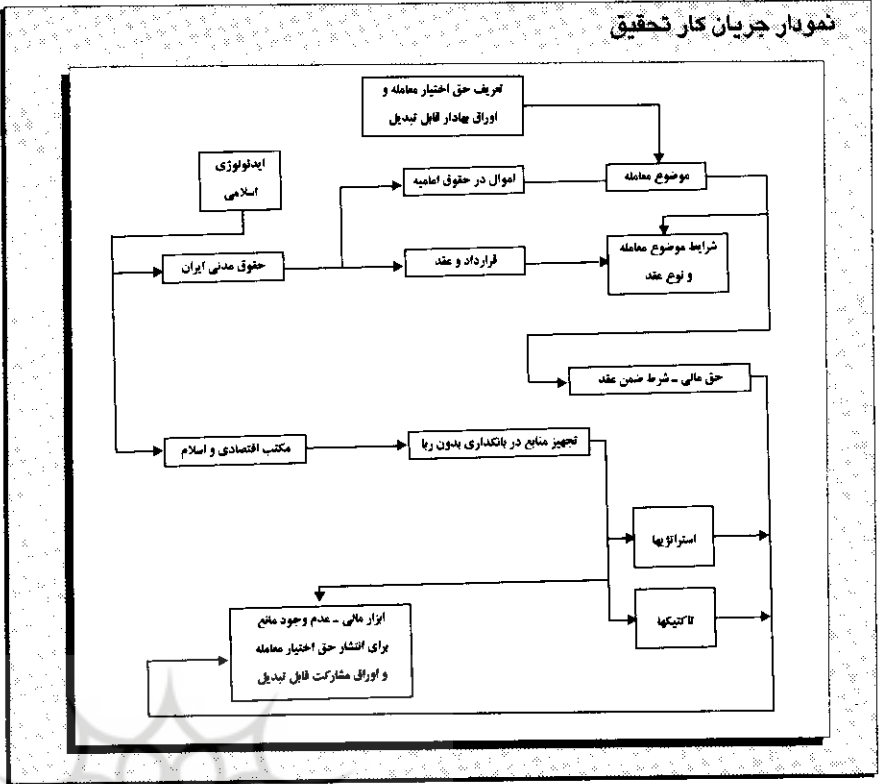 نمودار جریان کار تحقیق
تعریف حق اختیار معامله و
اوراق بهادار قابل تبدیل
ایدئولوژی
اسلامی
اموال در حقوق امامیه
موضوع معامله
حقوق مدنی ایران
قرارداد و عقد
شرایط موضوع معامله
و نوع عقد
حق مالی ـ شرط ضمن عقد
مکتب اقتصادی و اسلام
تجهیز منابع در بانکداری بدون ربا
استراتژیها
تاکتیکها
ابزار مالی ـ عدم وجود مانع
برای انتشار حق اختیار معامله
و اوراق مشارکت قابل تبدیل